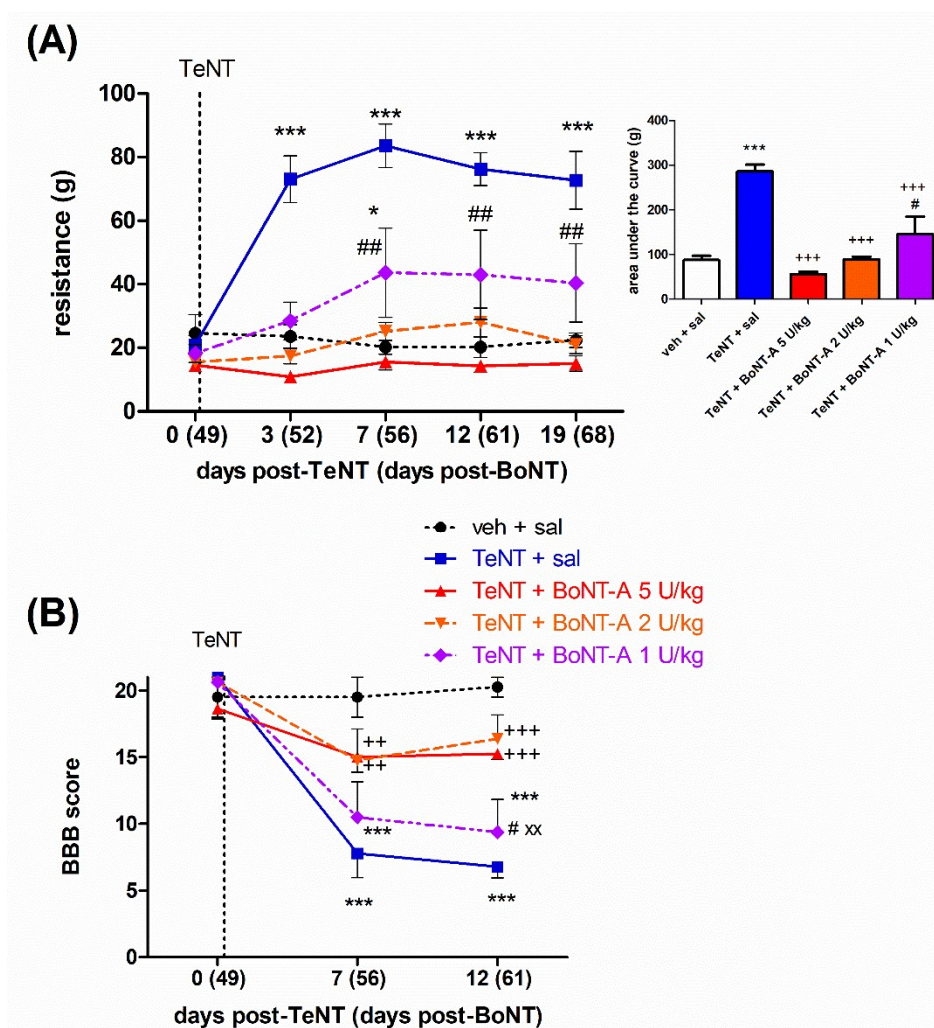 (A)
TeNT
resistance (g)
100
80
60
40
20
0
***
***
***
***
*
##
##
##
0 (49)
3 (52)
7 (56)
12 (61)
19 (68)
days post-TeNT (days post-BoNT)
area under the curve (g)
400
300
200
100
0
***
+++
+++
+++
#
veh + sal
TeNT + sal
TeNT + BoNT-A 5 U/kg
TeNT + BoNT-A 2 U/kg
TeNT + BoNT-A 1 U/kg
veh + sal
TeNT + sal
TeNT + BoNT-A 5 U/kg
TeNT + BoNT-A 2 U/kg
TeNT + BoNT-A 1 U/kg
(B)
TeNT
BBB score
20
15
10
5
0
++
++
***
***
+++
+++
***
# xx
***
0 (49)
7 (56)
12 (61)
days post-TeNT (days post-BoNT)